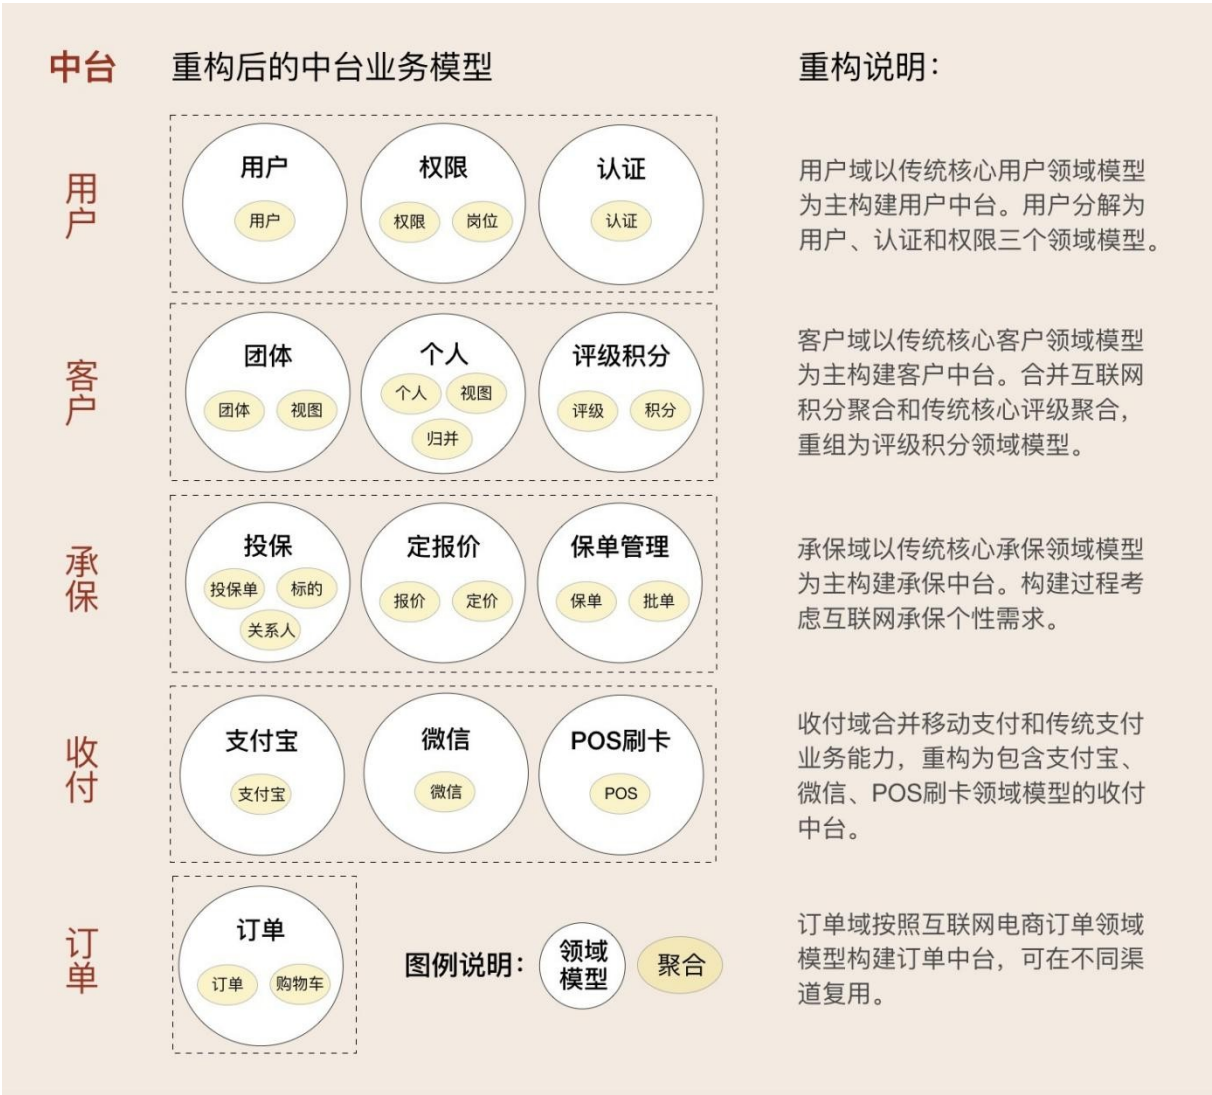 中台
重构后的中台业务模型
重构说明：
用户
用户
用户
权限
权限
岗位
认证
认证
用户域以传统核心用户领域模型
为主构建用户中台。用户分解为
用户、认证和权限三个领域模型。
客户
团体
团体
视图
个人
个人
视图
归并
评级积分
评级
积分
客户域以传统核心客户领域模型
为主构建客户中台。合并互联网
积分聚合和传统核心评级聚合，
重组为评级积分领域模型。
承保
投保
投保单
标的
关系人
定报价
报价
定价
保单管理
保单
批单
承保域以传统核心承保领域模型
为主构建承保中台。构建过程考
虑互联网承保个性需求。
收付
支付宝
支付宝
微信
微信
POS刷卡
POS
收付域合并移动支付和传统支付
业务能力，重构为包含支付宝、
微信、POS刷卡领域模型的收付
中台。
订单
订单
订单
购物车
图例说明：
领域
模型
聚合
订单域按照互联网电商订单领域
模型构建订单中台，可在不同渠
道复用。